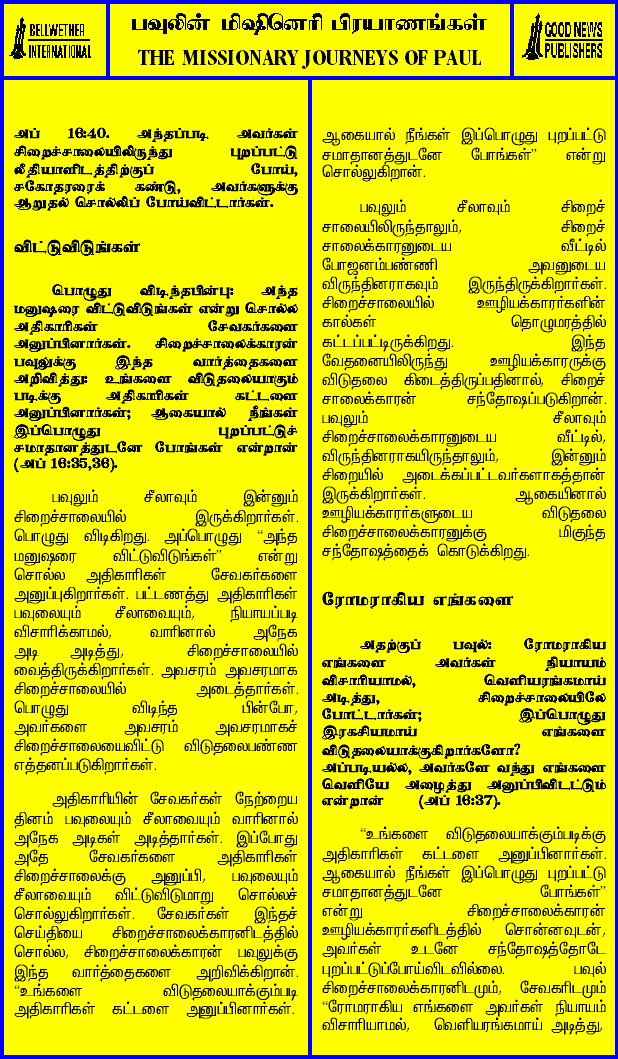 BELLWETHER
INTERNATIONAL
பவுலின் மிஷினெரி பிரயாணங்கள்
THE MISSIONARY JOURNEYS OF PAUL
GOOD NEWS
PUBLISHERS
அப் 16:40. அந்தப்படி அவர்கள்
சிறைச்சாலையிலிருந்து புறப்பட்டு
லீதியாளிடத்திற்குப் போய்,
சகோதரரைக் கண்டு, அவர்களுக்கு
ஆறுதல் சொல்லிப் போய்விட்டார்கள்.
விட்டுவிடுங்கள்
பொழுது விடிந்தபின்பு: அந்த
மனுஷரை விட்டுவிடுங்கள் என்று சொல்ல
அதிகாரிகள் சேவகர்களை
அனுப்பினார்கள். சிறைச்சாலைக்காரன்
பவுலுக்கு இந்த வார்த்தைகளை
அறிவித்து: உங்களை விடுதலையாகும்
படிக்கு அதிகாரிகள் கட்டளை
அனுப்பினார்கள்; ஆகையால் நீங்கள்
இப்பொழுது புறப்பட்டுச்
சமாதானத்துடனே போங்கள் என்றான்
(அப் 16:35,36).
பவுலும் சீலாவும் இன்னும்
சிறைச்சாலையில் இருக்கிறார்கள்.
பொழுது விடிகிறது. அப்பொழுது “அந்த
மனுஷரை விட்டுவிடுங்கள்” என்று
சொல்ல அதிகாரிகள் சேவகர்களை
அனுப்புகிறார்கள். பட்டணத்து அதிகாரிகள்
பவுலையும் சீலாவையும், நியாயப்படி
விசாரிக்காமல், வாரினால் அநேக
அடி அடித்து, சிறைச்சாலையில்
வைத்திருக்கிறார்கள். அவசரம் அவசரமாக
சிறைச்சாலையில் அடைத்தார்கள்.
பொழுது விடிந்த பின்போ,
அவர்களை அவசரம் அவசரமாகச்
சிறைச்சாலையைவிட்டு விடுதலைபண்ண
எத்தனப்படுகிறார்கள்.
அதிகாரியின் சேவகர்கள் நேற்றைய
தினம் பவுலையும் சீலாவையும் வாரினால்
அநேக அடிகள் அடித்தார்கள். இப்போது
அதே சேவகர்களை அதிகாரிகள்
சிறைச்சாலைக்கு அனுப்பி, பவுலையும்
சீலாவையும் விட்டுவிடுமாறு சொல்லச்
சொல்லுகிறார்கள். சேவகர்கள் இந்தச்
செய்தியை சிறைச்சாலைக்காரனிடத்தில்
சொல்ல, சிறைச்சாலைக்காரன் பவுலுக்கு
இந்த வார்த்தைகளை அறிவிக்கிறான்.
“உங்களை விடுதலையாக்கும்படி
அதிகாரிகள் கட்டளை அனுப்பினார்கள்.
ஆகையால் நீங்கள் இப்பொழுது புறப்பட்டு
சமாதானத்துடனே போங்கள்” என்று
சொல்லுகிறான்.
பவுலும் சீலாவும் சிறைச்
சாலையிலிருந்தாலும், சிறைச்
சாலைக்காரனுடைய வீட்டில்
போஜனம்பண்ணி அவனுடைய
விருந்தினராகவும் இருந்திருக்கிறார்கள்.
சிறைச்சாலையில் ஊழியக்காரர்களின்
கால்கள் தொழுமரத்தில்
கட்டப்பட்டிருக்கிறது. இந்த
வேதனையிலிருந்து ஊழியக்காரருக்கு
விடுதலை கிடைத்திருப்பதினால், சிறைச்
சாலைக்காரன் சந்தோஷப்படுகிறான்.
பவுலும் சீலாவும்
சிறைச்சாலைக்காரனுடைய வீட்டில்,
விருந்தினராயிருந்தாலும், இன்னும்
சிறையில் அடைக்கப்பட்டவர்களாகத்தான்
இருக்கிறார்கள். ஆகையினால்
ஊழியக்காரர்களுடைய விடுதலை
சிறைச்சாலைக்காரனுக்கு மிகுந்த
சந்தோஷத்தைக் கொடுக்கிறது.
ரோமராகிய எங்களை
அதற்குப் பவுல்: ரோமராகிய
எங்களை அவர்கள் நியாயம்
விசாரியாமல், வெளியரங்கமாய்
அடித்து, சிறைச்சாலையிலே
போட்டார்கள்; இப்பொழுது
இரகசியமாய் எங்களை
விடுதலையாக்குகிறார்களோ?
அப்படியல்ல, அவர்களே வந்து எங்களை
வெளியே அழைத்து அனுப்பிவிடட்டும்
என்றான் (அப் 16:37).
“உங்களை விடுதலையாக்கும்படிக்கு
அதிகாரிகள் கட்டளை அனுப்பினார்கள்.
ஆகையால் நீங்கள் இப்பொழுது புறப்பட்டு
சமாதானத்துடனே போங்கள்”
என்று சிறைச்சாலைக்காரன்
ஊழியக்காரர்களிடத்தில் சொன்னவுடன்,
அவர்கள் உடனே சந்தோஷத்தோடே
புறப்பட்டுப்போய்விடவில்லை. பவுல்
சிறைச்சாலைக்காரனிடமும், சேவகரிடமும்
“ரோமராகிய எங்களை அவர்கள் நியாயம்
விசாரியாமல், வெளியரங்கமாய் அடித்து,